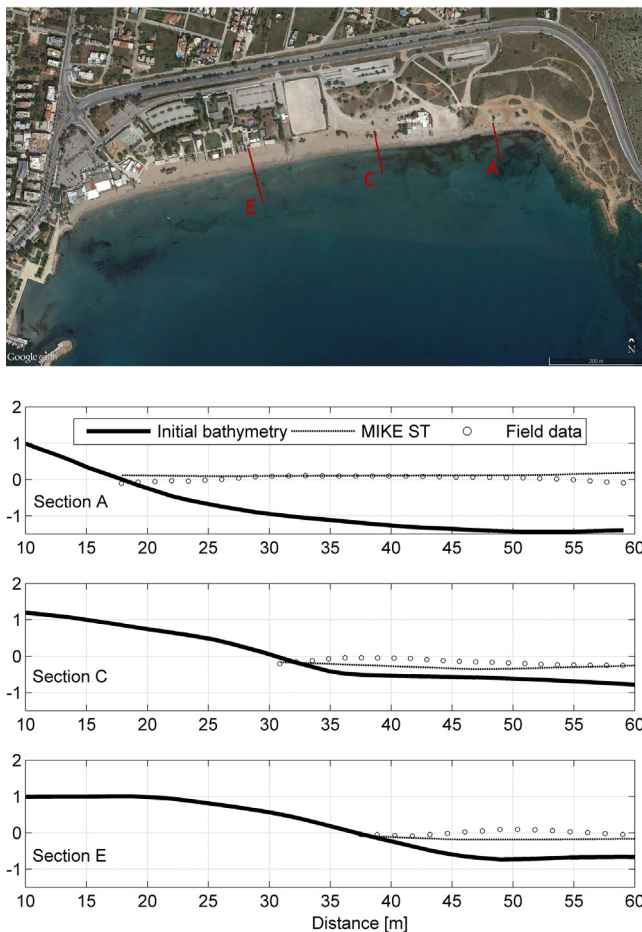 E
C
A
Google earth
200 m
N
2
Initial bathymetry MIKE ST Field data
1
0
Section A
-1
10 15 20 25 30 35 40 45 50 55 60
2
1
0
Section C
-1
10 15 20 25 30 35 40 45 50 55 60
2
1
0
Section E
-1
10 15 20 25 30 35 40 45 50 55 60
Distance [m]